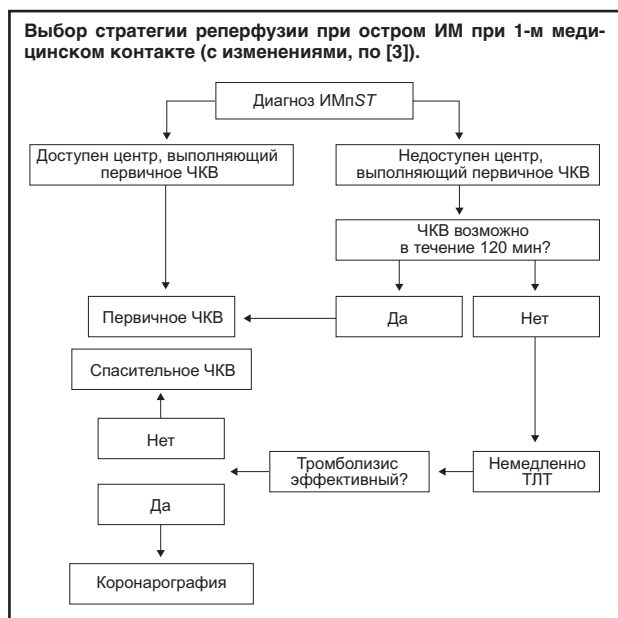 Выбор стратегии реперфузии при остром ИМ при 1-м меди-
цинском контакте (с изменениями, по [3]).
Диагноз ИМпST
Доступен центр, выполняющий
первичное ЧКВ
Недоступен центр,
выполняющий первичное ЧКВ
ЧКВ возможно
в течение 120 мин?
Первичное ЧКВ
Да
Нет
Спасительное ЧКВ
Нет
Тромболизис
эффективный?
Немедленно
ТЛТ
Да
Коронарография